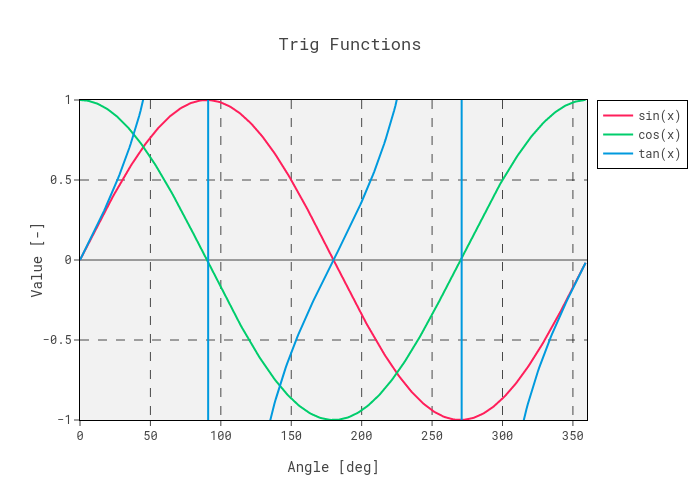 Trig Functions
sin(x)
cos(x)
tan(x)
1
0.5
0
−0.5
−1
Value [-]
0 50 100 150 200 250 300 350
Angle [deg]